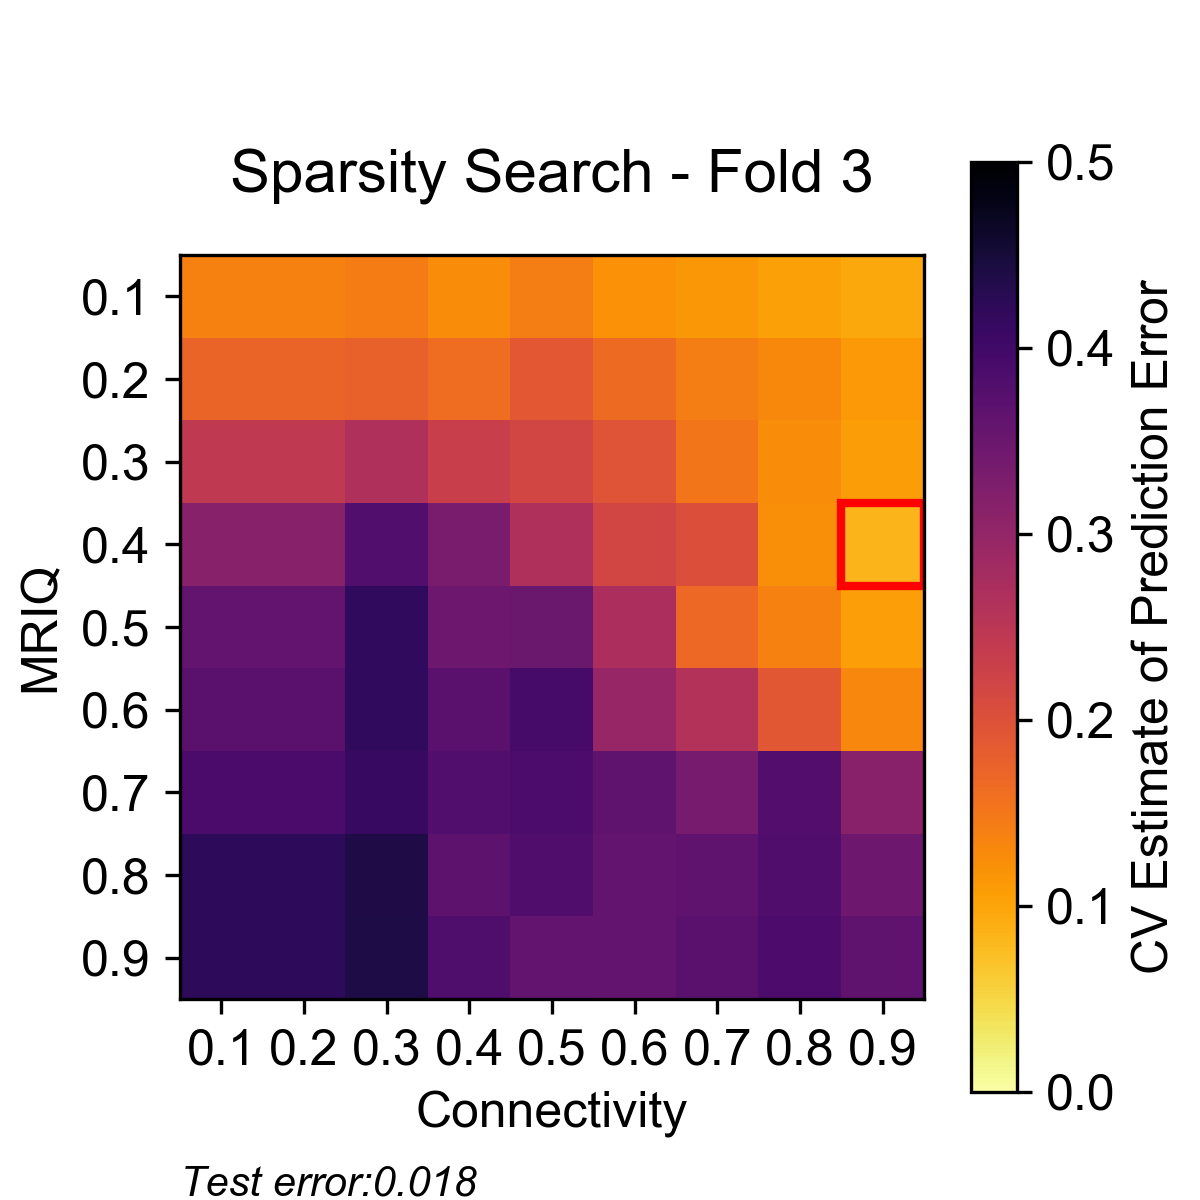 Sparsity Search - Fold 3
0.5
0.4
0.3
0.2
0.1
0.0
CV Estimate of Prediction Error
MRIQ
0.1
0.2
0.3
0.4
0.5
0.6
0.7
0.8
0.9
0.1 0.2 0.3 0.4 0.5 0.6 0.7 0.8 0.9
Connectivity
Test error:0.018